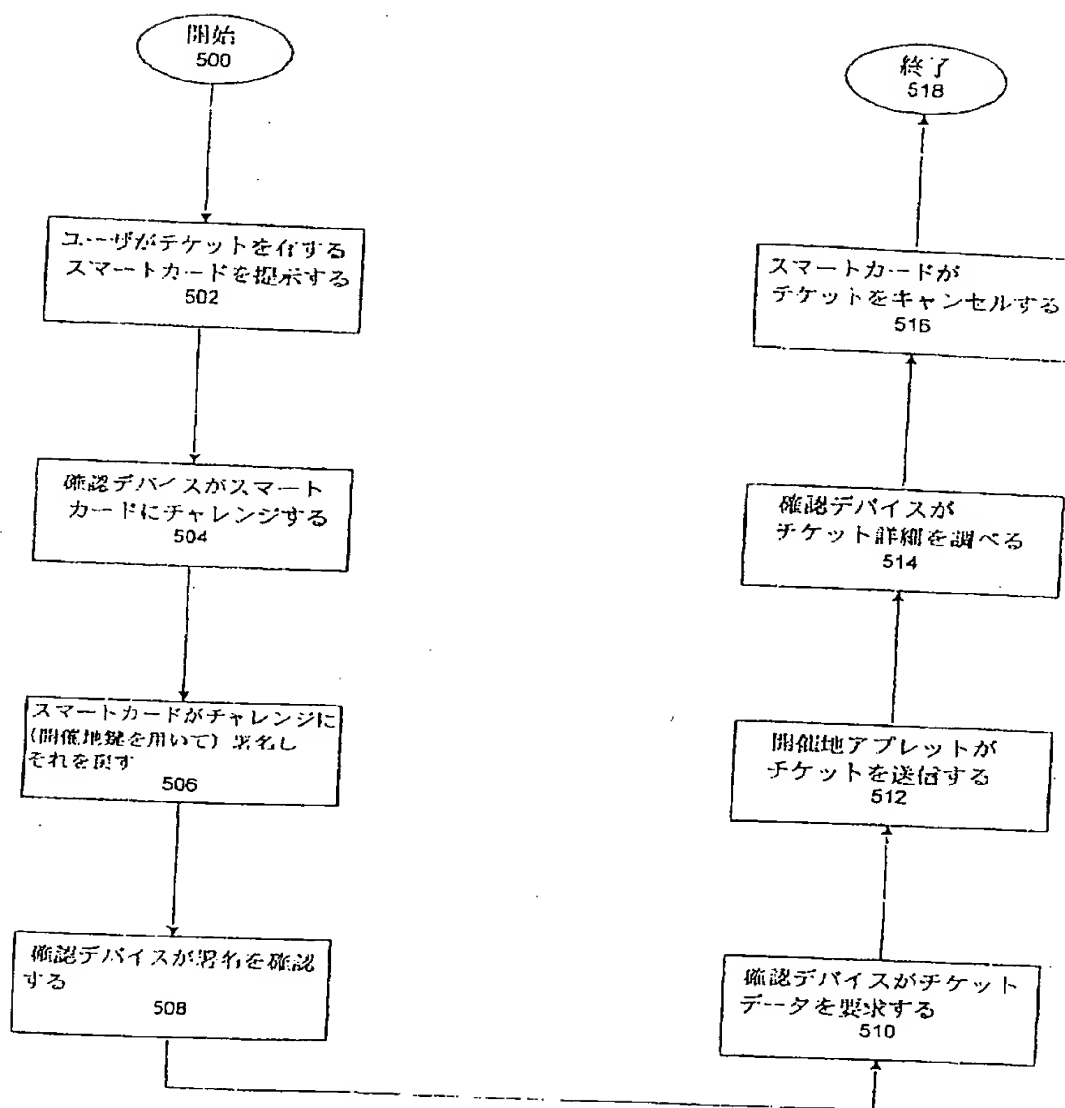 開始
500
ユーザがチケットを有する
スマートカードを提示する
502
確認デバイスがスマート
カードにチャレンジする
504
スマートカードがチャレンジに
(開催地鍵を用いて) 署名し
それを戻す
506
確認デバイスが署名を確認
する
508
確認デバイスがチケット
データを要求する
510
開催地アプレットが
チケットを送信する
512
確認デバイスが
チケット詳細を調べる
514
スマートカードが
チケットをキャンセルする
516
終了
518